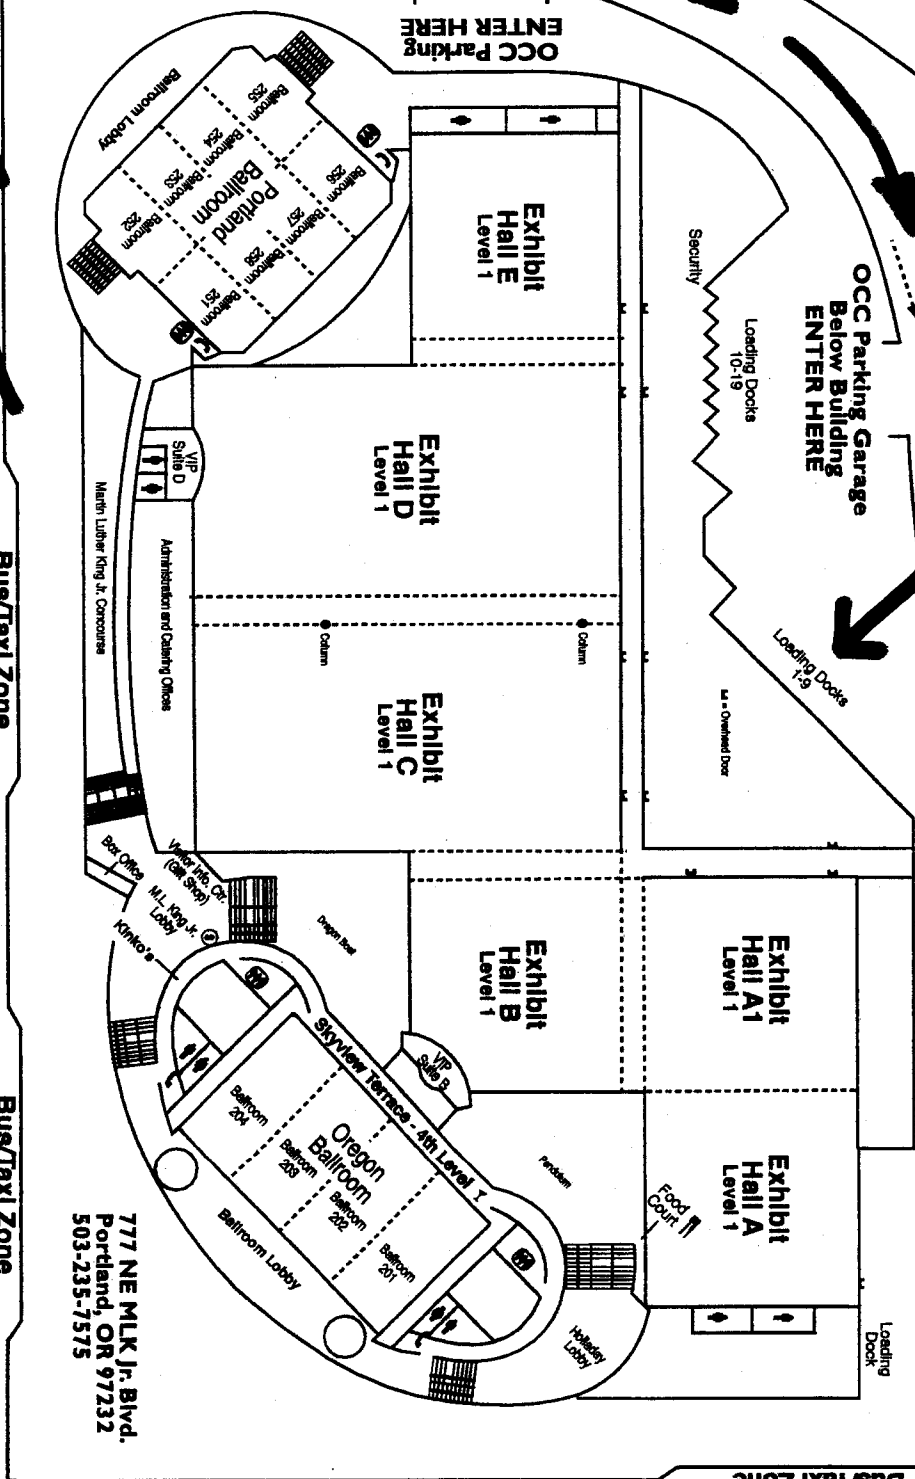 OCC Parking
ENTER HERE
Ballroom Lobby
Ballroom
255
Ballroom
254
Ballroom
253
Ballroom
252
Portland
Ballroom
Ballroom
256
Ballroom
257
Ballroom
258
Ballroom
251
Exhibit
Hall E
Level 1
Security
Loading Docks
10-19
OCC Parking Garage
Below Building
ENTER HERE
VIP
Suite D
Exhibit
Hall D
Level 1
Martin Luther King Jr. Concourse
Administration and Catering Offices
Column
Column
Loading Docks
1-9
= Overhead Door
Exhibit
Hall C
Level 1
Bus/Taxi Zone
Box Office
Visitor Info. Ctr.
(Gift Shop)
M.L. King Jr.
Lobby
Kinko's
Dragon Boat
Exhibit
Hall B
Level 1
Exhibit
Hall A1
Level 1
VIP
Suite B
Skyview Terrace - 4th Level
Oregon
Ballroom
Ballroom
204
Ballroom
203
Ballroom
202
Ballroom
201
Ballroom Lobby
Pendulum
Food
Court
Exhibit
Hall A
Level 1
Holladay
Lobby
Loading
Dock
Bus/Taxi Zone
777 NE MLK Jr. Blvd.
Portland, OR 97232
503-235-7575
Bus/Taxi Zone